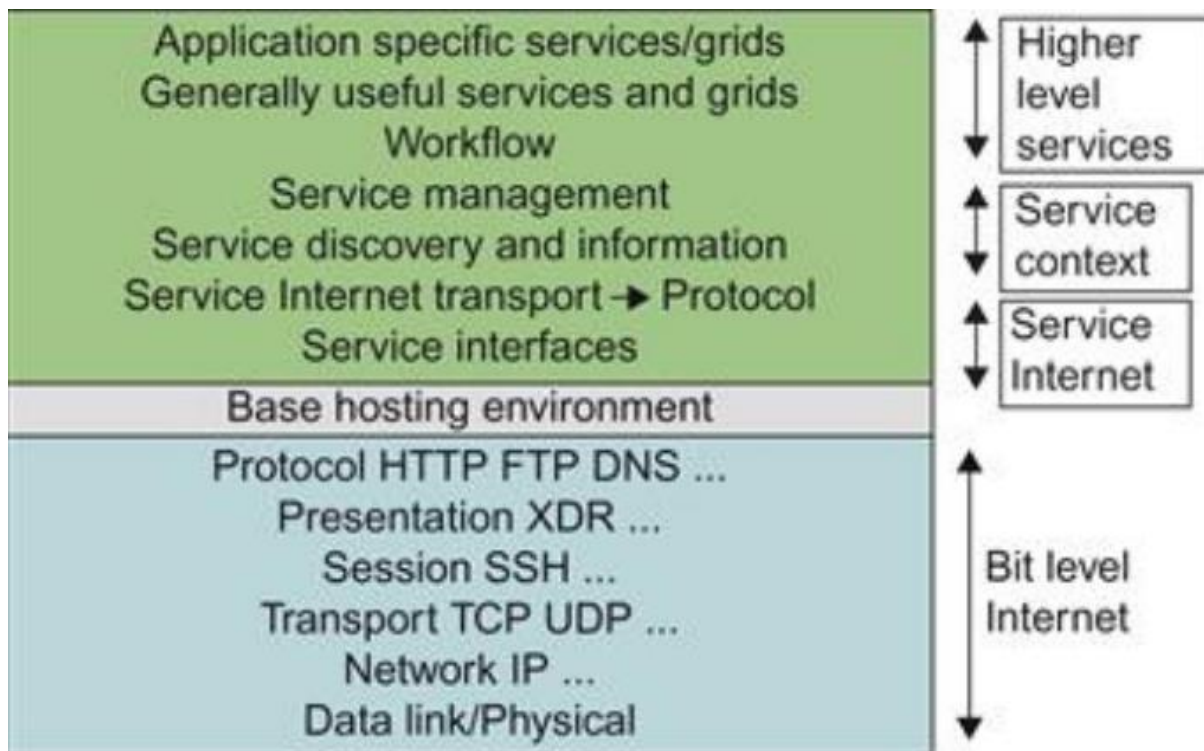 Application specific services/grids
Generally useful services and grids
Workflow
Service management
Service discovery and information
Service Internet transport → Protocol
Service interfaces
Base hosting environment
Protocol HTTP FTP DNS ...
Presentation XDR ...
Session SSH ...
Transport TCP UDP ...
Network IP ...
Data link/Physical
Higher
level
services
Service
context
Service
Internet
Bit level
Internet